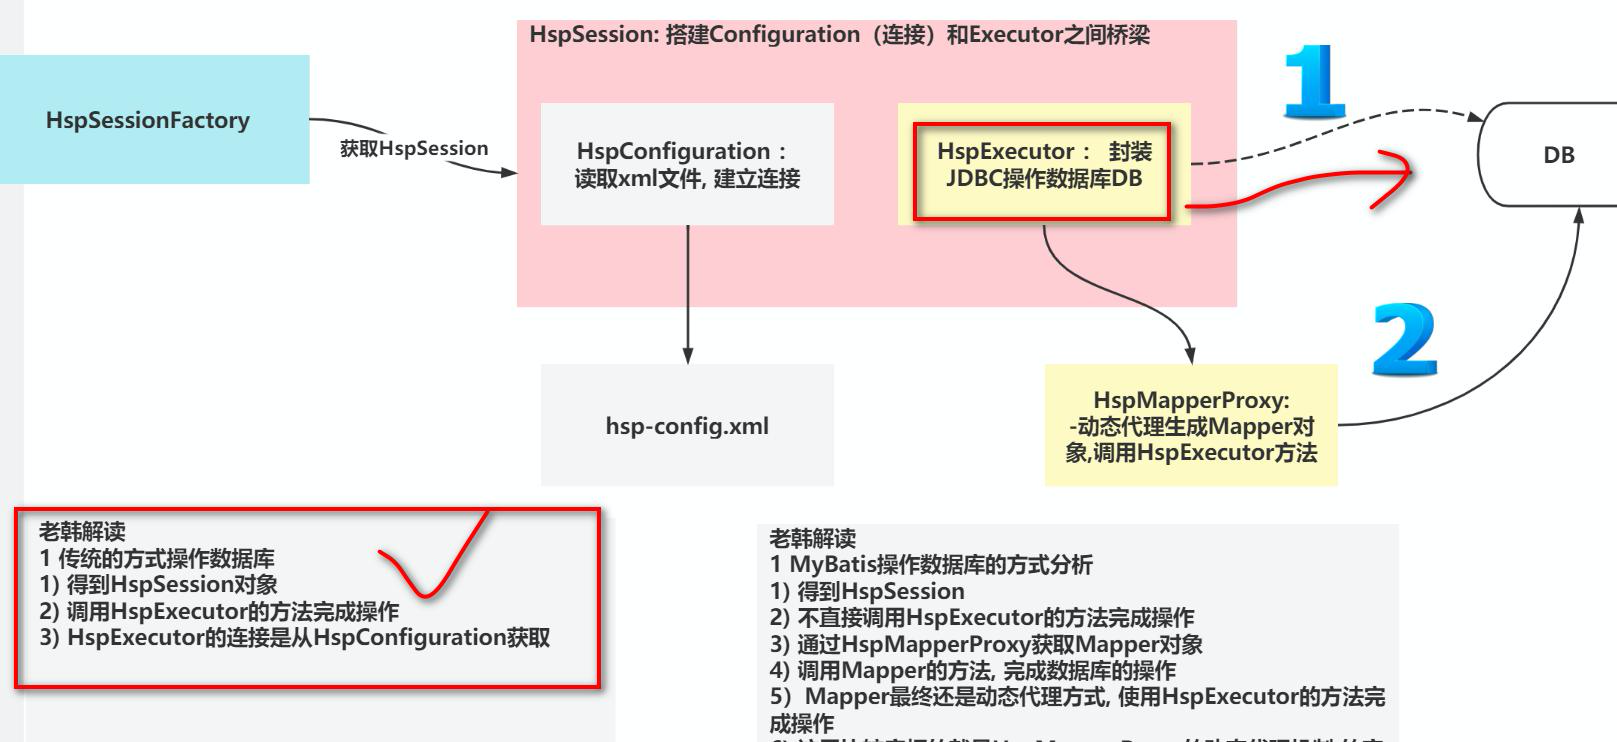 HspSession: 搭建Configuration（连接）和Executor之间桥梁
1
HspSessionFactory
获取HspSession
HspConfiguration：
读取xml文件, 建立连接
HspExecutor： 封装
JDBC操作数据库DB
DB
2
hsp-config.xml
HspMapperProxy:
-动态代理生成Mapper对
象,调用HspExecutor方法
老韩解读
1 传统的方式操作数据库
1) 得到HspSession对象
2) 调用HspExecutor的方法完成操作
3) HspExecutor的连接是从HspConfiguration获取
老韩解读
1 MyBatis操作数据库的方式分析
1) 得到HspSession
2) 不直接调用HspExecutor的方法完成操作
3) 通过HspMapperProxy获取Mapper对象
4) 调用Mapper的方法, 完成数据库的操作
5）Mapper最终还是动态代理方式, 使用HspExecutor的方法完
成操作